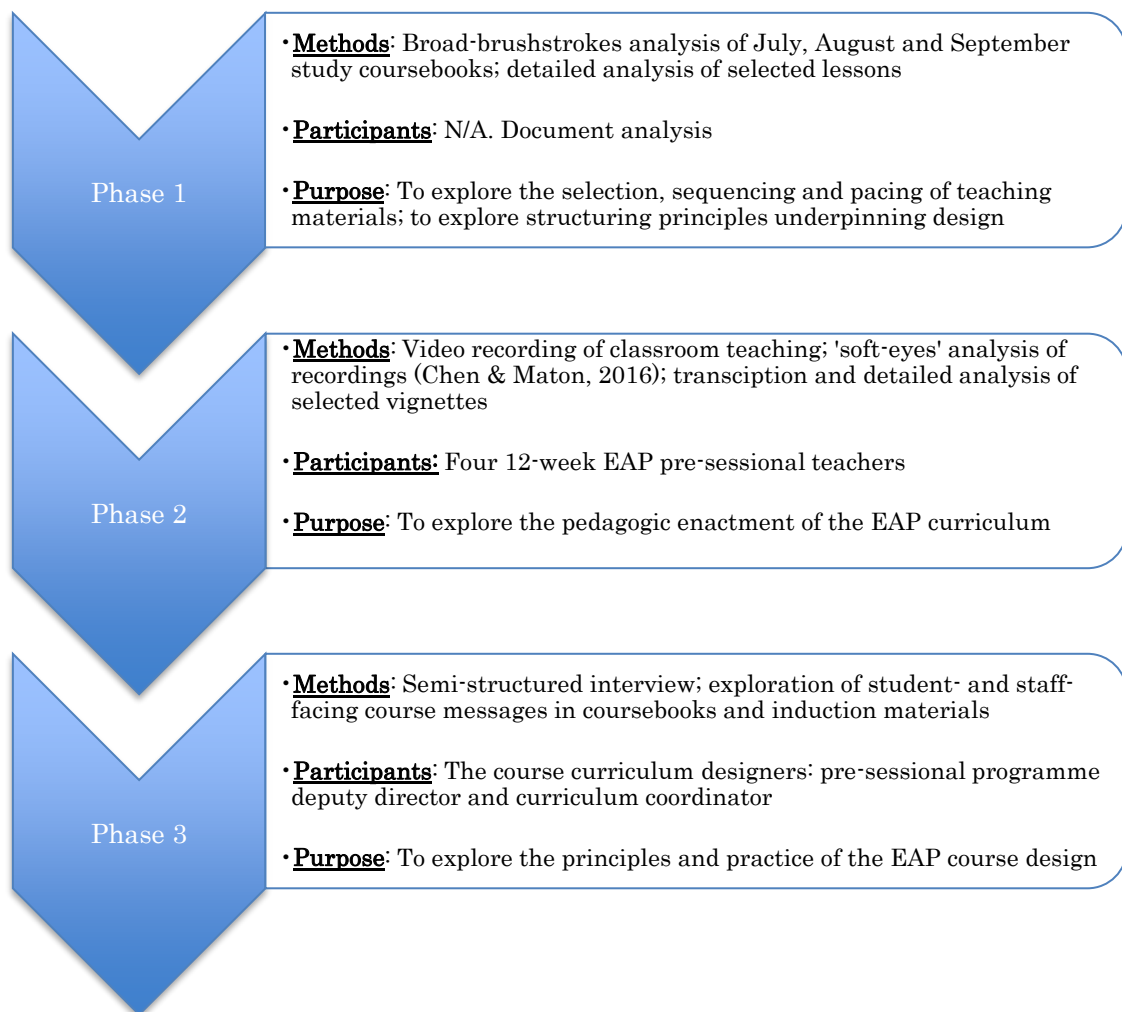 Phase 1
·Methods: Broad-brushstrokes analysis of July, August and September
study coursebooks; detailed analysis of selected lessons
·Participants: N/A. Document analysis
·Purpose: To explore the selection, sequencing and pacing of teaching
materials; to explore structuring principles underpinning design
Phase 2
·Methods: Video recording of classroom teaching; 'soft-eyes' analysis of
recordings (Chen & Maton, 2016); transciption and detailed analysis of
selected vignettes
·Participants: Four 12-week EAP pre-sessional teachers
·Purpose: To explore the pedagogic enactment of the EAP curriculum
Phase 3
·Methods: Semi-structured interview; exploration of student- and staff-
facing course messages in coursebooks and induction materials
·Participants: The course curriculum designers: pre-sessional programme
deputy director and curriculum coordinator
·Purpose: To explore the principles and practice of the EAP course design